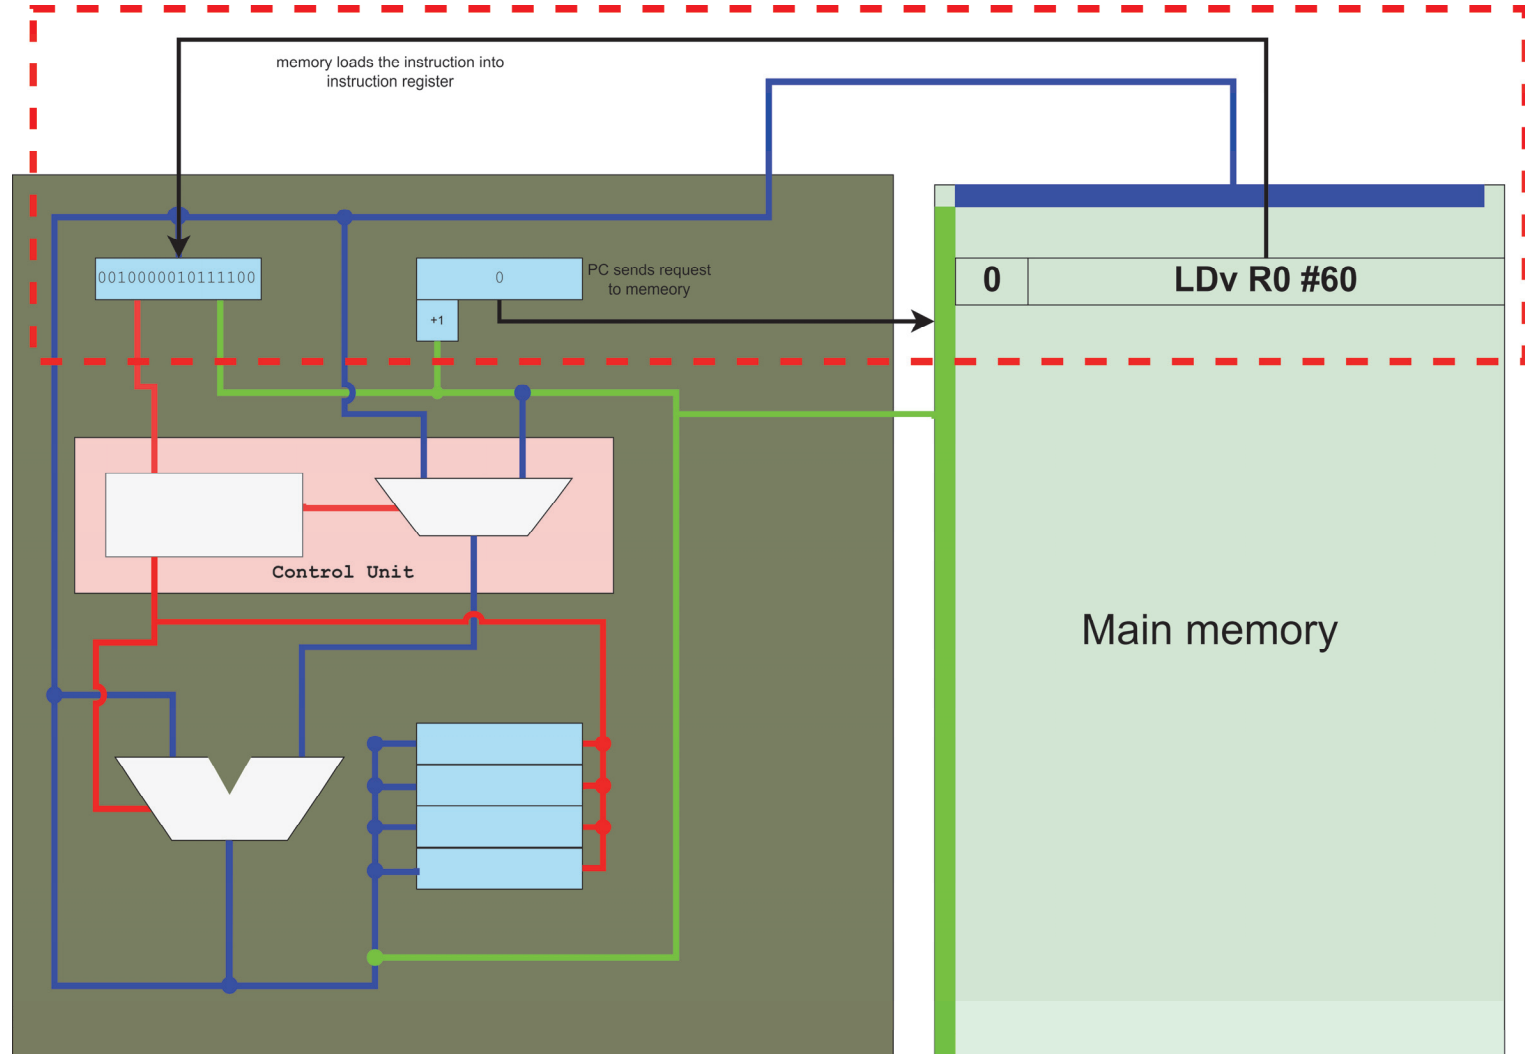 memory loads the instruction into
instruction register
0010000010111100
0
PC sends request
to memeory
+1
0
LDv R0 #60
Control Unit
Main memory